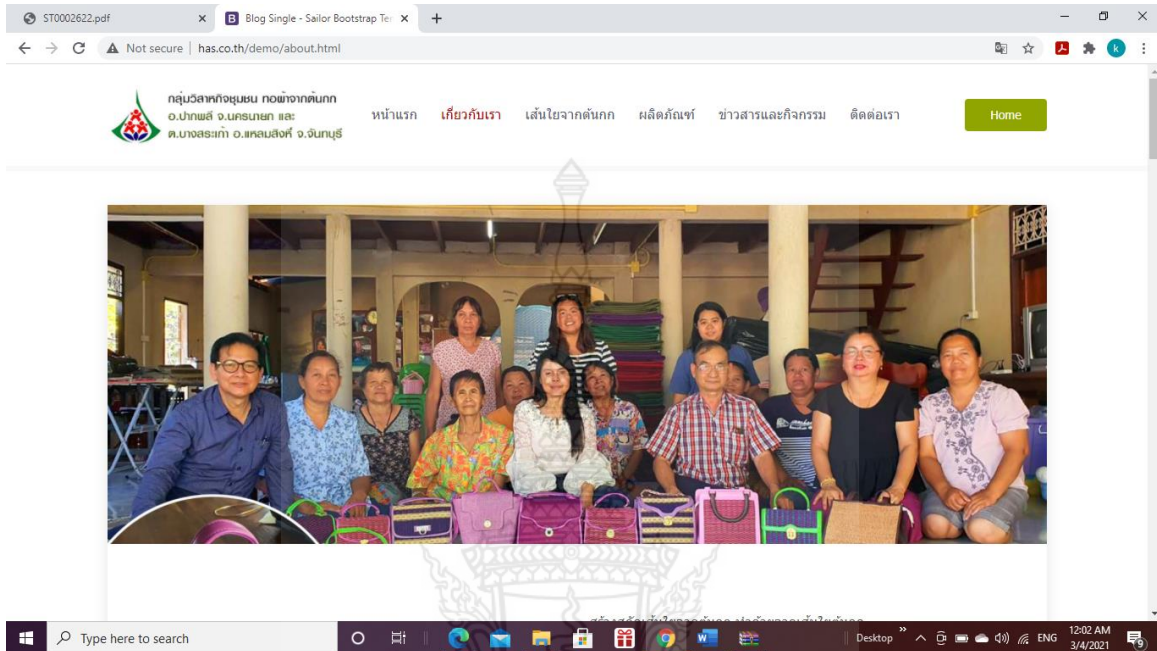 ST0002622.pdf
Blog Single - Sailor Bootstrap Te
Not secure
has.co.th/demo/about.html
k
กลุ่มวิสาหกิจชุมชน ทอผ้าจากต้นกก
อ.ปากพลี จ.นครนายก และ
ต.บางสระเก้า อ.แหลมสิงห์ จ.จันทบุรี
หน้าแรก เกี่ยวกับเรา เส้นใยจากต้นกก ผลิตภัณฑ์ ข่าวสารและกิจกรรม ติดต่อเรา
Home
Type here to search
Desktop
ENG
12:02 AM
3/4/2021
9